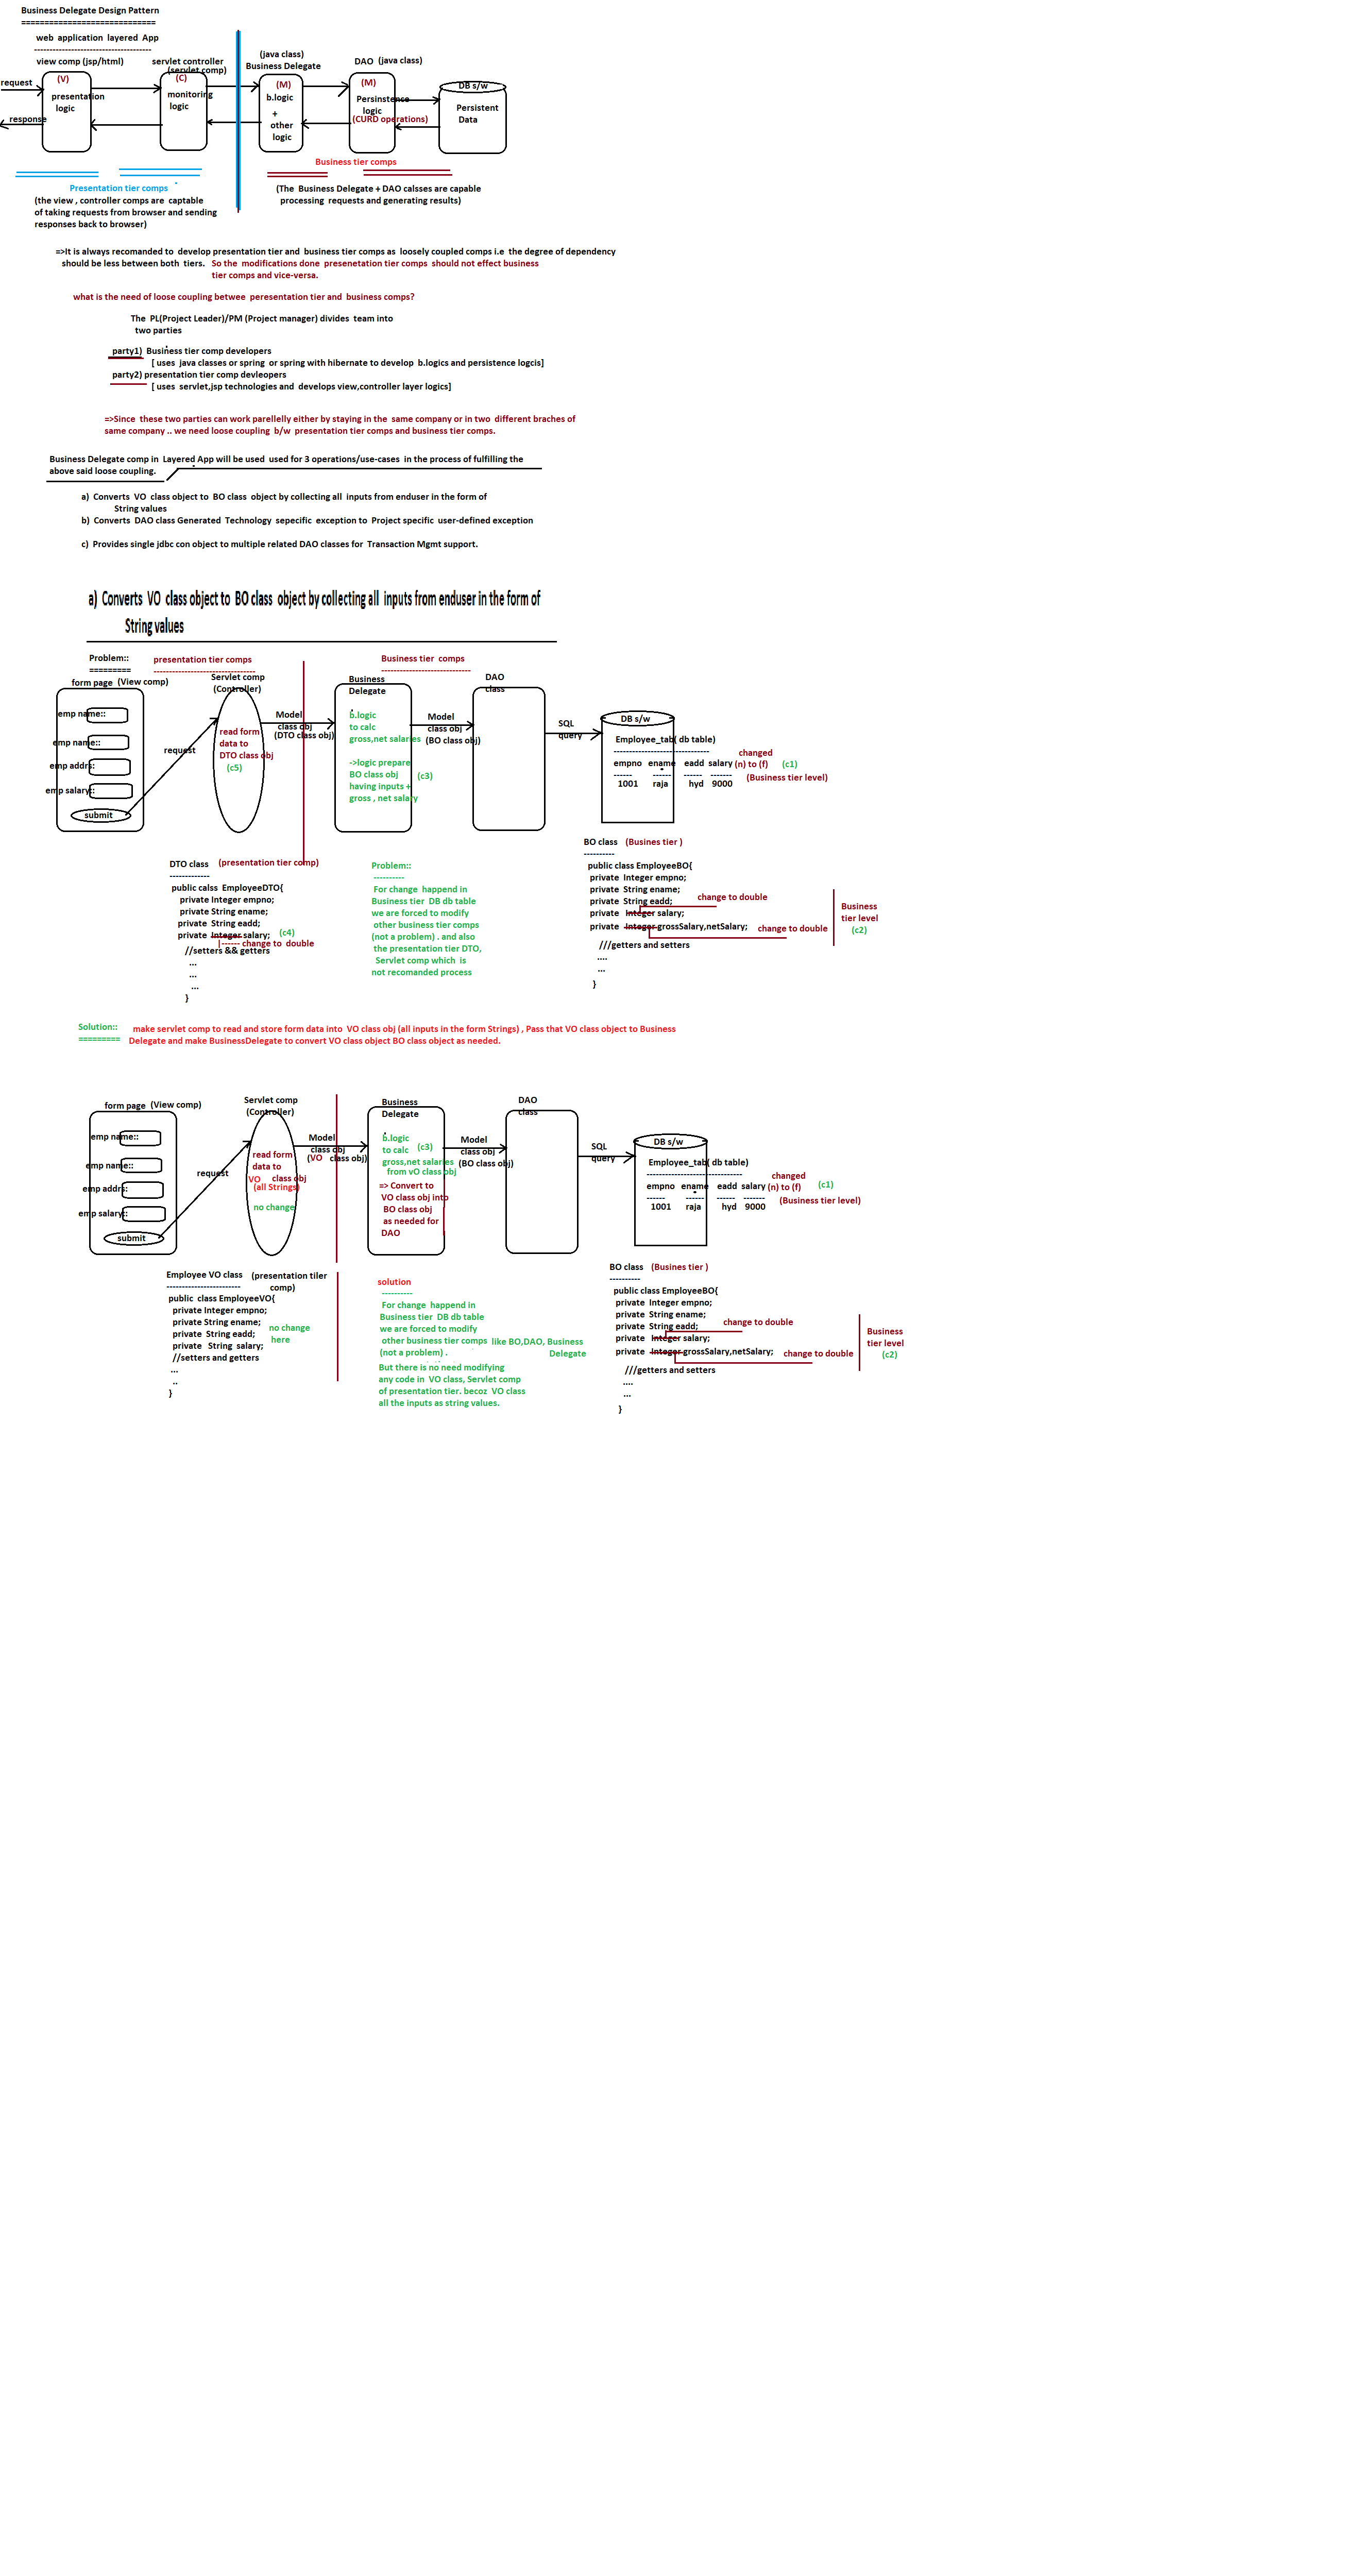 Business Delegate Design Pattern
=============================
web application layered App
--------------------------------------
view comp (jsp/html)
servlet controller
(servlet comp)
(java class)
Business Delegate
DAO (java class)
request
response
(V)
presentation
logic
(C)
monitoring
logic
(M)
b.logic
+
other
logic
(M)
Persinstence
logic
(CURD operations)
DB s/w
Persistent
Data
Presentation tier comps
(the view , controller comps are captable
of taking requests from browser and sending
responses back to browser)
Business tier comps
(The Business Delegate + DAO calsses are capable
processing requests and generating results)
=>It is always recomanded to develop presentation tier and business tier comps as loosely coupled comps i.e the degree of dependency
should be less between both tiers. So the modifications done presenetation tier comps should not effect business
tier comps and vice-versa.
what is the need of loose coupling betwee peresentation tier and business comps?
The PL(Project Leader)/PM (Project manager) divides team into
two parties
party1) Business tier comp developers
[ uses java classes or spring or spring with hibernate to develop b.logics and persistence logcis]
party2) presentation tier comp devleopers
[ uses servlet,jsp technologies and develops view,controller layer logics]
=>Since these two parties can work parellelly either by staying in the same company or in two different braches of
same company .. we need loose coupling b/w presentation tier comps and business tier comps.
Business Delegate comp in Layered App will be used used for 3 operations/use-cases in the process of fulfilling the
above said loose coupling.
a) Converts VO class object to BO class object by collecting all inputs from enduser in the form of
String values
b) Converts DAO class Generated Technology sepecific exception to Project specific user-defined exception
c) Provides single jdbc con object to multiple related DAO classes for Transaction Mgmt support.
a) Converts VO class object to BO class object by collecting all inputs from enduser in the form of
String values
Problem::
=========
presentation tier comps
---------------------------------
Business tier comps
-----------------------------
form page (View comp)
Servlet comp
(Controller)
Business
Delegate
DAO
class
emp name::
emp name::
emp addrs:
emp salary::
submit
request
read form
data to
DTO class obj
(c5)
Model
class obj
(DTO class obj)
b.logic
to calc
gross,net salaries
->logic prepare
BO class obj
having inputs +
gross , net salary
(c3)
Model
class obj
(BO class obj)
SQL
query
DB s/w
Employee_tab( db table)
-------------------------------
empno ename eadd salary
------ ------ ------ -------
1001 raja hyd 9000
changed
(n) to (f) (c1)
(Business tier level)
DTO class (presentation tier comp)
-------------
public calss EmployeeDTO{
private Integer empno;
private String ename;
private String eadd;
private Integer salary; (c4)
|------ change to double
//setters && getters
...
...
...
}
Problem::
----------
For change happend in
Business tier DB db table
we are forced to modify
other business tier comps
(not a problem) . and also
the presentation tier DTO,
Servlet comp which is
not recomanded process
BO class (Busines tier )
----------
public class EmployeeBO{
private Integer empno;
private String ename;
private String eadd;
change to double
private Integer salary;
private Integer grossSalary,netSalary; change to double
///getters and setters
....
...
}
Business
tier level
(c2)
Solution::
=========
make servlet comp to read and store form data into VO class obj (all inputs in the form Strings) , Pass that VO class object to Business
Delegate and make BusinessDelegate to convert VO class object BO class object as needed.
form page (View comp)
Servlet comp
(Controller)
Business
Delegate
DAO
class
emp name::
emp name::
emp addrs:
emp salary::
submit
request
read form
data to
VO class obj
(all Strings)
no change
Model
class obj
(VO class obj)
b.logic
to calc (c3)
gross,net salaries
from vO class obj
=> Convert to
VO class obj into
BO class obj
as needed for
DAO
Model
class obj
(BO class obj)
SQL
query
DB s/w
Employee_tab( db table)
-------------------------------
empno ename eadd salary
------ ------ ------ -------
1001 raja hyd 9000
changed
(n) to (f) (c1)
(Business tier level)
Employee VO class (presentation tiler
comp)
------------------------
public class EmployeeVO{
private Integer empno;
private String ename;
private String eadd;
private String salary;
//setters and getters
...
..
}
no change
here
solution
----------
For change happend in
Business tier DB db table
we are forced to modify
other business tier comps like BO,DAO, Business
Delegate
(not a problem) .
But there is no need modifying
any code in VO class, Servlet comp
of presentation tier. becoz VO class
all the inputs as string values.
BO class (Busines tier )
----------
public class EmployeeBO{
private Integer empno;
private String ename;
private String eadd;
change to double
private Integer salary;
private Integer grossSalary,netSalary; change to double
///getters and setters
....
...
}
Business
tier level
(c2)